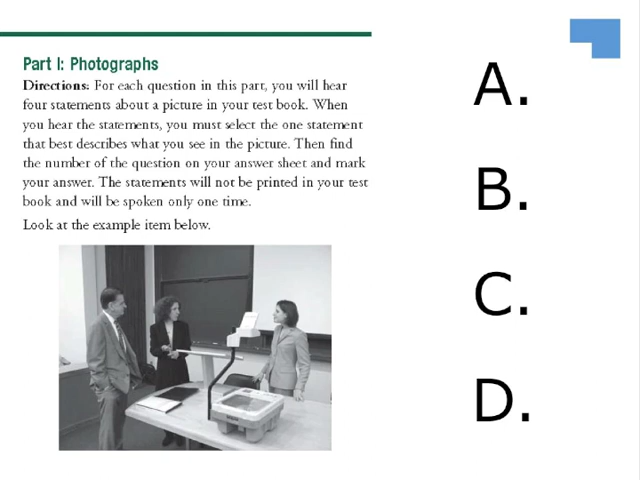 Part I: Photographs
Directions: For each question in this part, you will hear
four statements about a picture in your test book. When
you hear the statements, you must select the one statement
that best describes what you see in the picture. Then find
the number of the question on your answer sheet and mark
your answer. The statements will not be printed in your test
book and will be spoken only one time.
Look at the example item below.
A.
B.
C.
D.